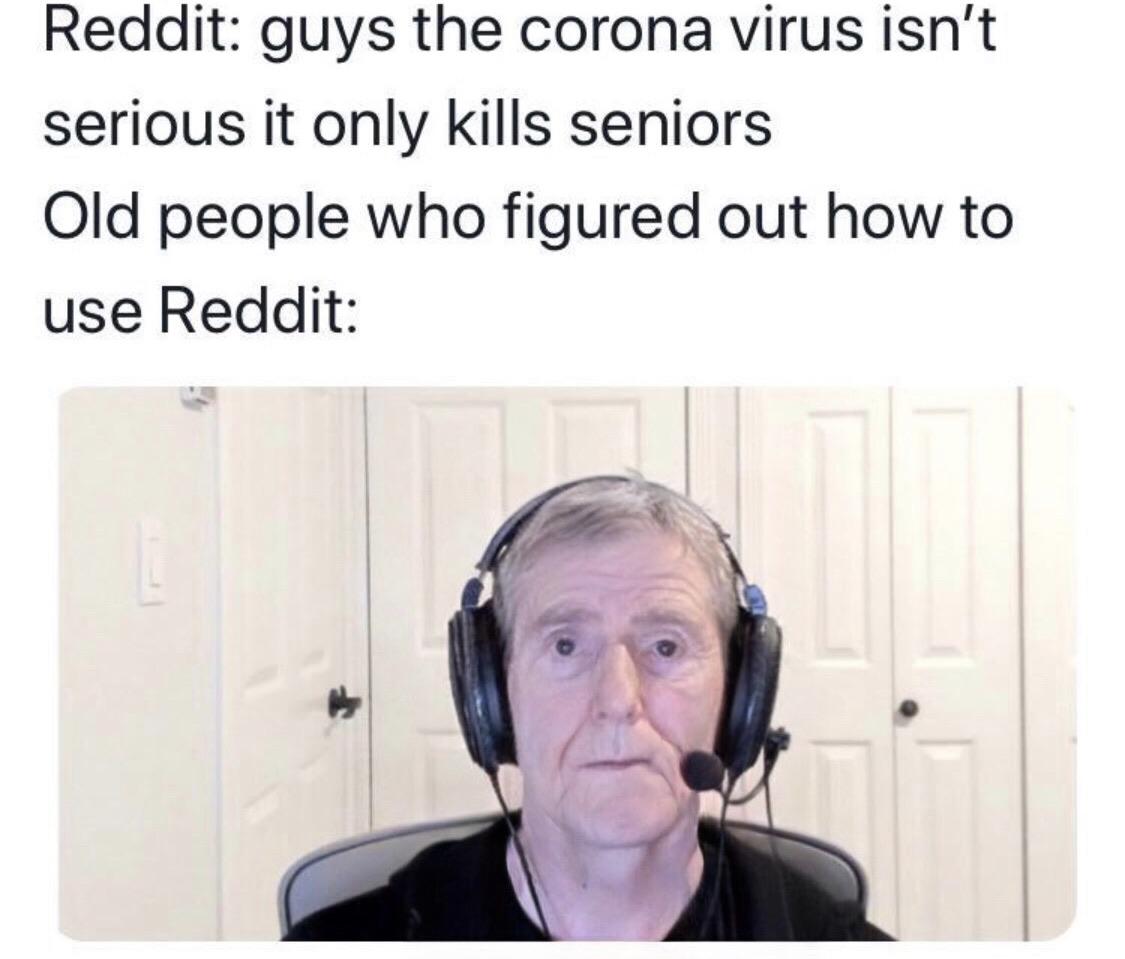 Reddit: guys the corona virus isn’t
serious it only kills seniors
Old people who figured out how to
use Reddit: